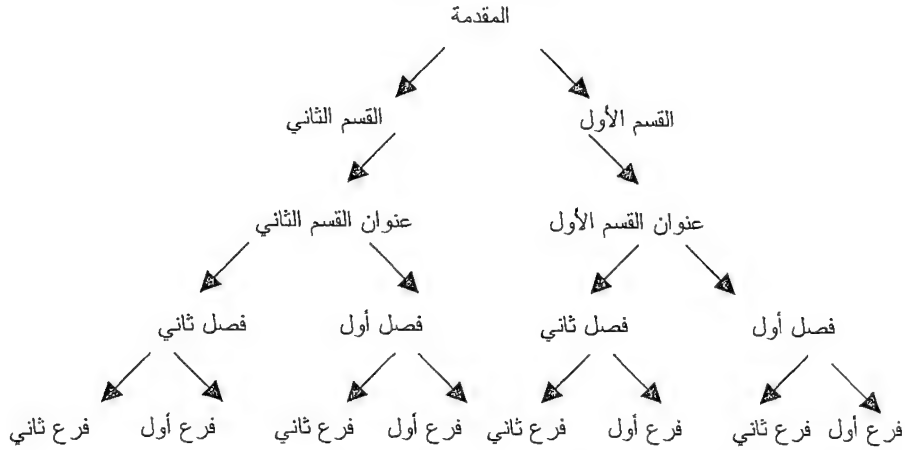 المقدمة
القسم الأول القسم الثاني
عنوان القسم الأول عنوان القسم الثاني
فصل أول فصل ثاني فصل أول فصل ثاني
فرع أول فرع ثاني فرع أول فرع ثاني فرع أول فرع ثاني فرع أول فرع ثاني